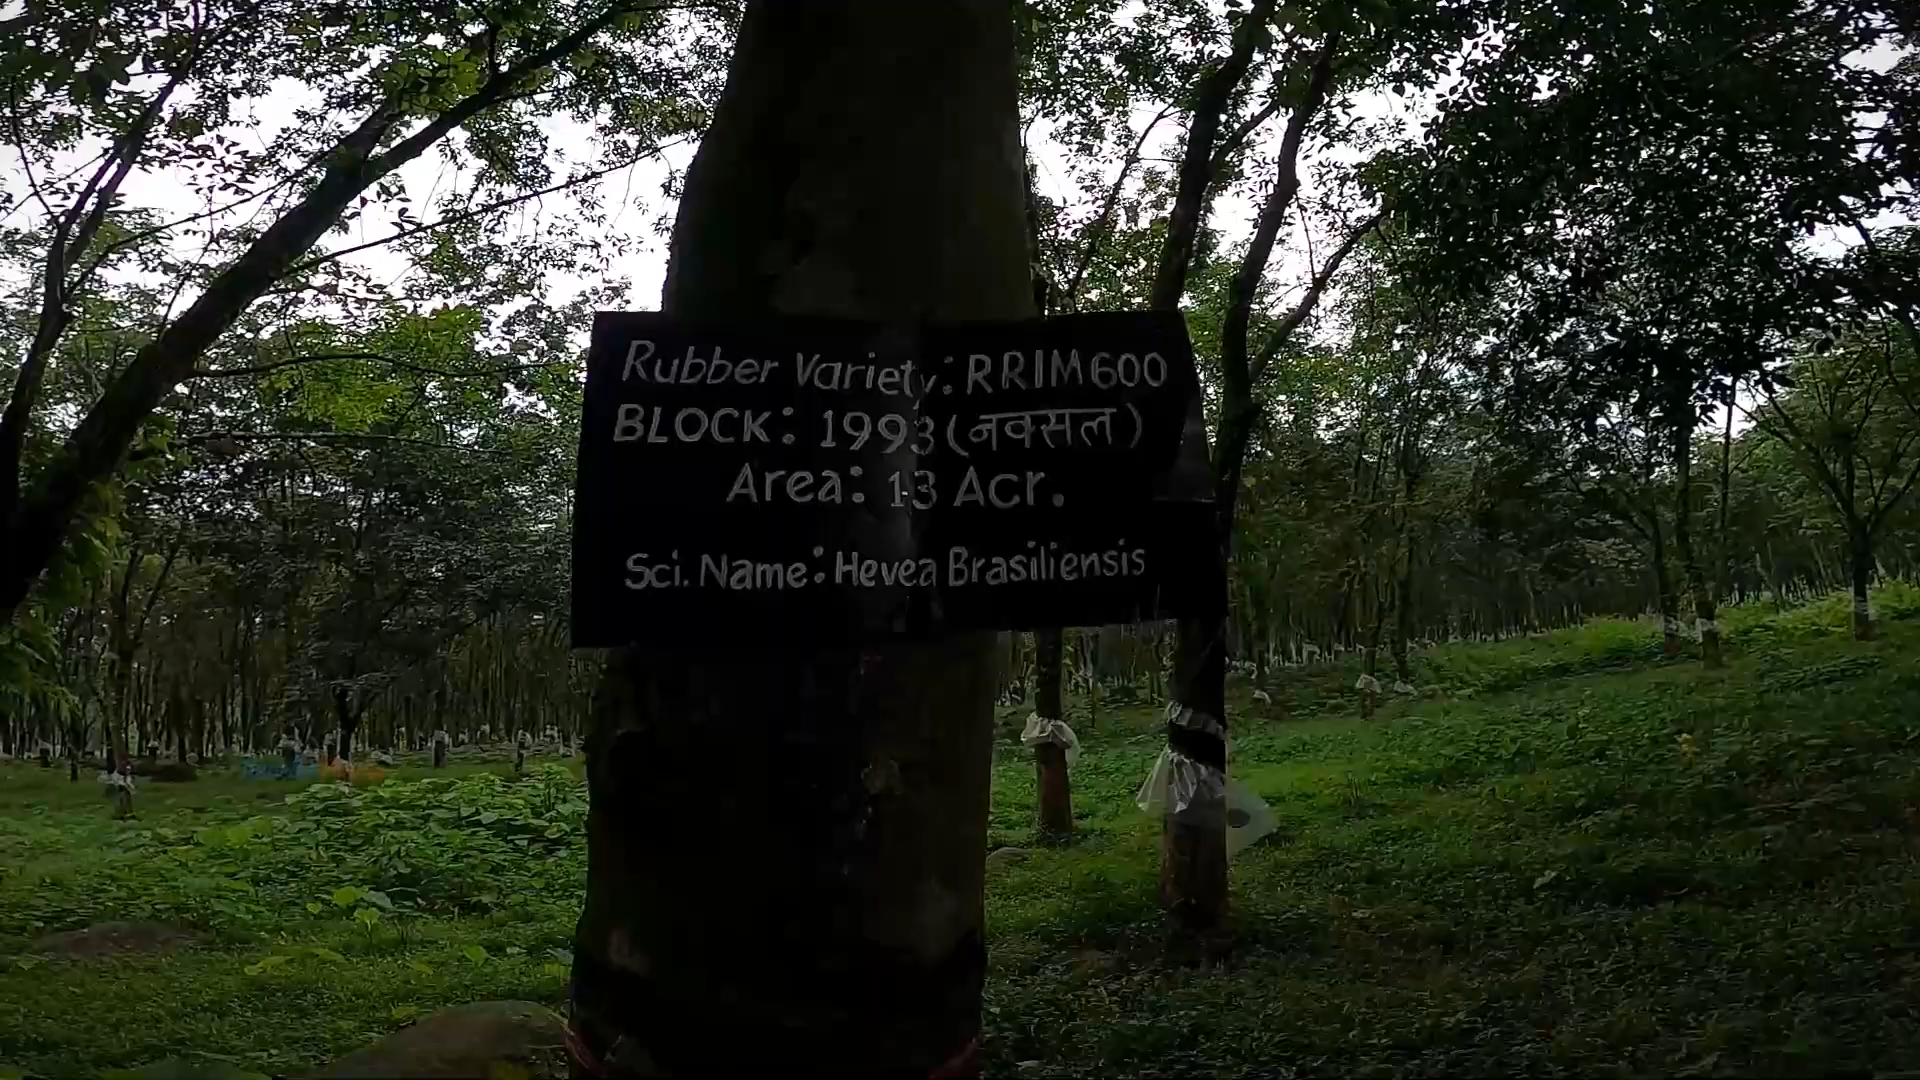 Rubber Variety: RRIM600
BLOCK: 1993 (नक्सल)
Area: 13 Acr.
Sci. Name: Hevea Brasiliensis